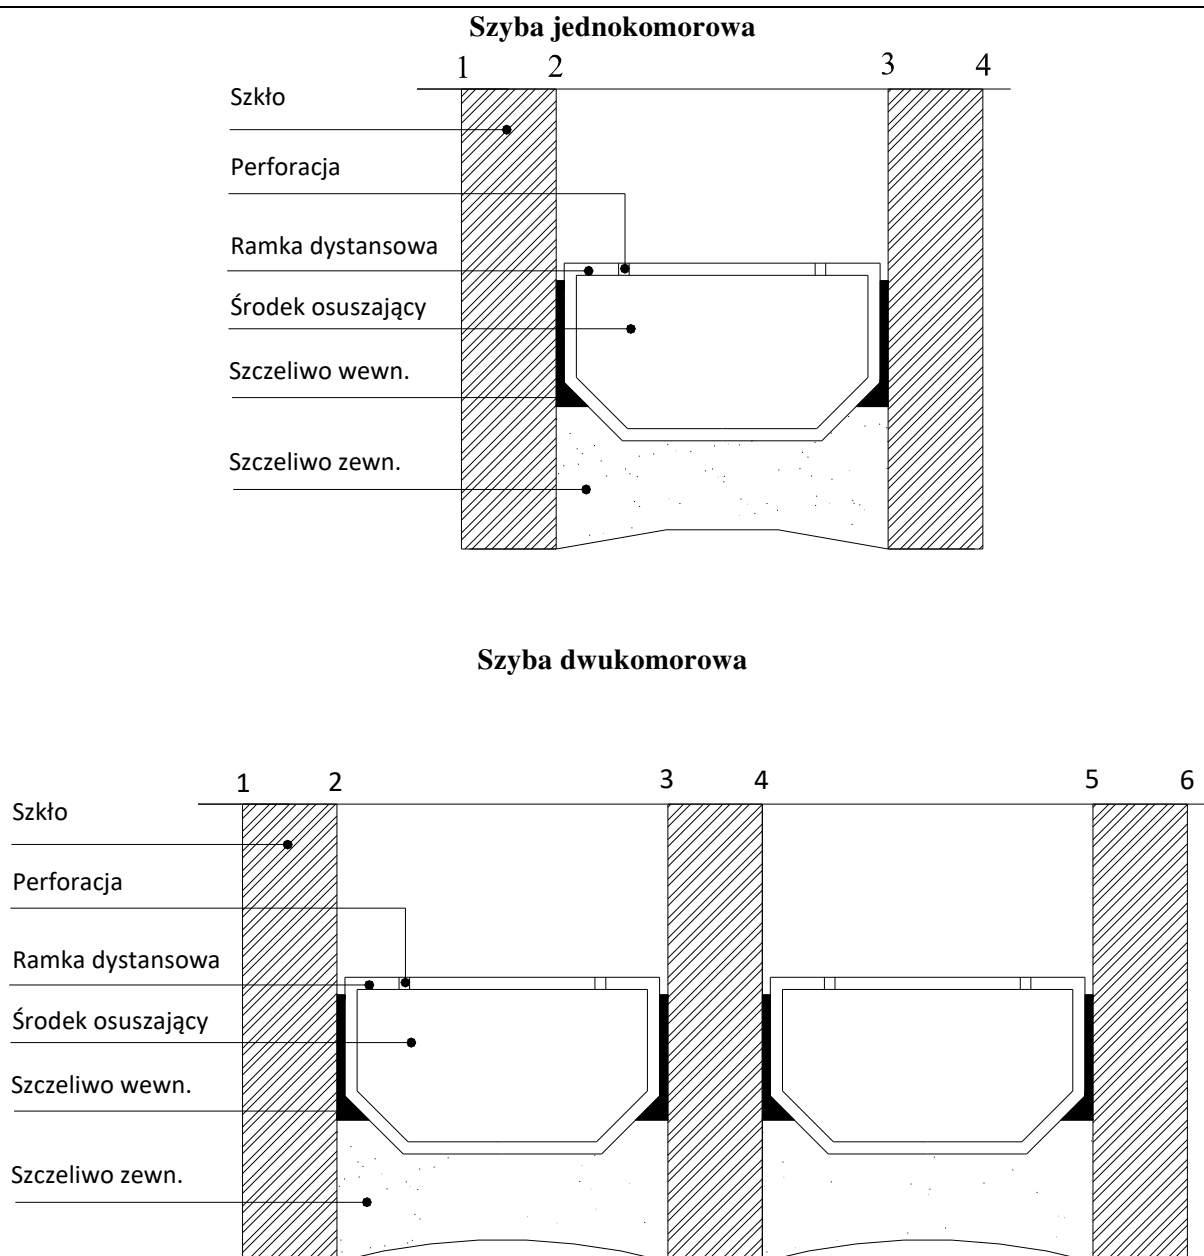 Szyba jednokomorowa
1 2 3 4
Szkło
Perforacja
Ramka dystansowa
Środek osuszający
Szczeliwo wewn.
Szczeliwo zewn.
Szyba dwukomorowa
1 2 3 4 5 6
Szkło
Perforacja
Ramka dystansowa
Środek osuszający
Szczeliwo wewn.
Szczeliwo zewn.